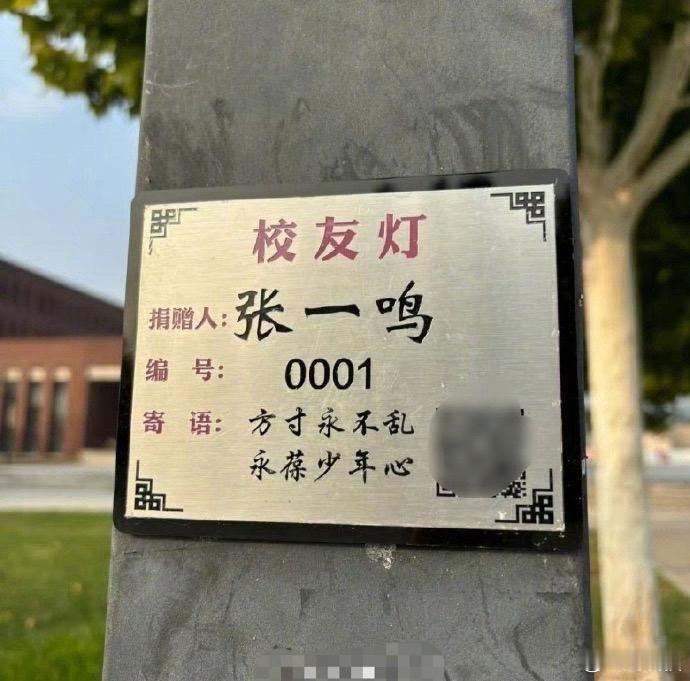 校友灯
捐赠人：张一鸣
编 号：0001
寄 语：方寸永不乱
永葆少年心